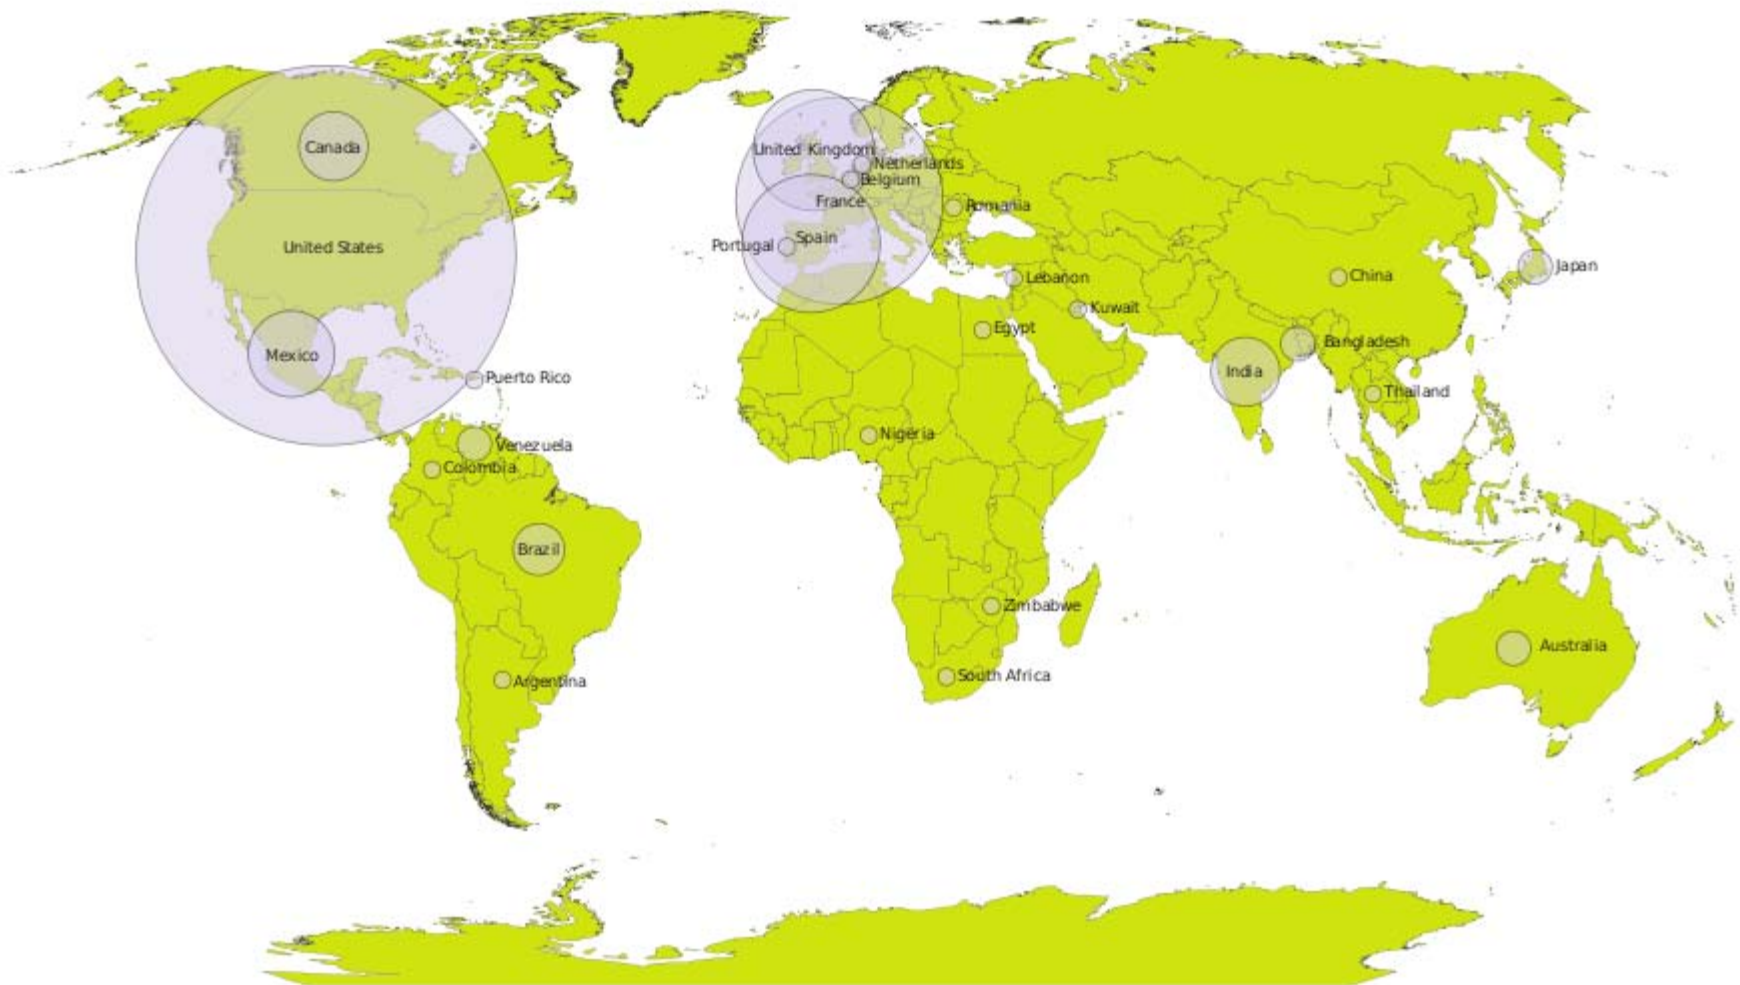 Canada
United Kingdom
Netherlands
Belgium
France
Romania
Portugal
Spain
United States
Lebanon
China
Japan
Kuwait
Egypt
Bangladesh
Mexico
India
Puerto Rico
Thailand
Nigeria
Venezuela
Colombia
Brazil
Zimbabwe
Australia
South Africa
Argentina